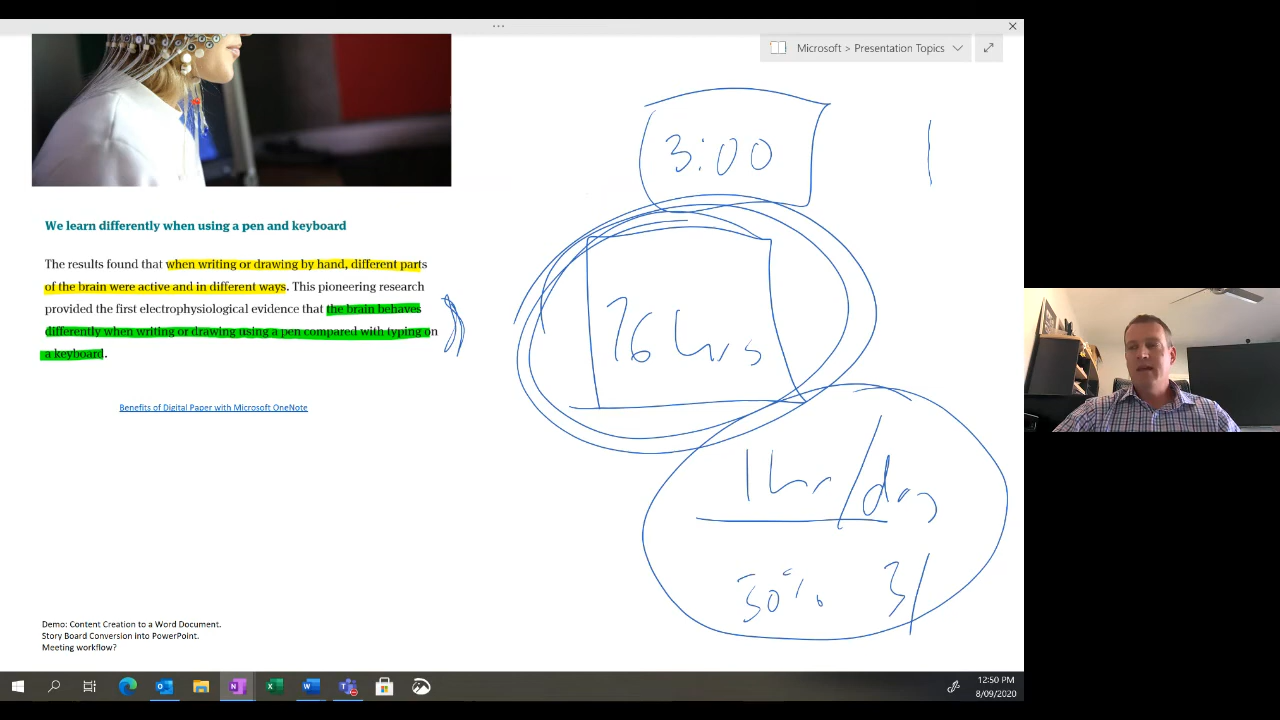 Microsoft > Presentation Topics
We learn differently when using a pen and keyboard
The results found that when writing or drawing by hand, different parts
of the brain were active and in different ways. This pioneering research
provided the first electrophysiological evidence that the brain behaves
differently when writing or drawing using a pen compared with typing on
a keyboard.
Benefits of Digital Paper with Microsoft OneNote
Demo: Content Creation to a Word Document.
Story Board Conversion into PowerPoint.
Meeting workflow?
3:00
76 hrs
1hr/day
30% 3/
12:50 PM
8/09/2020